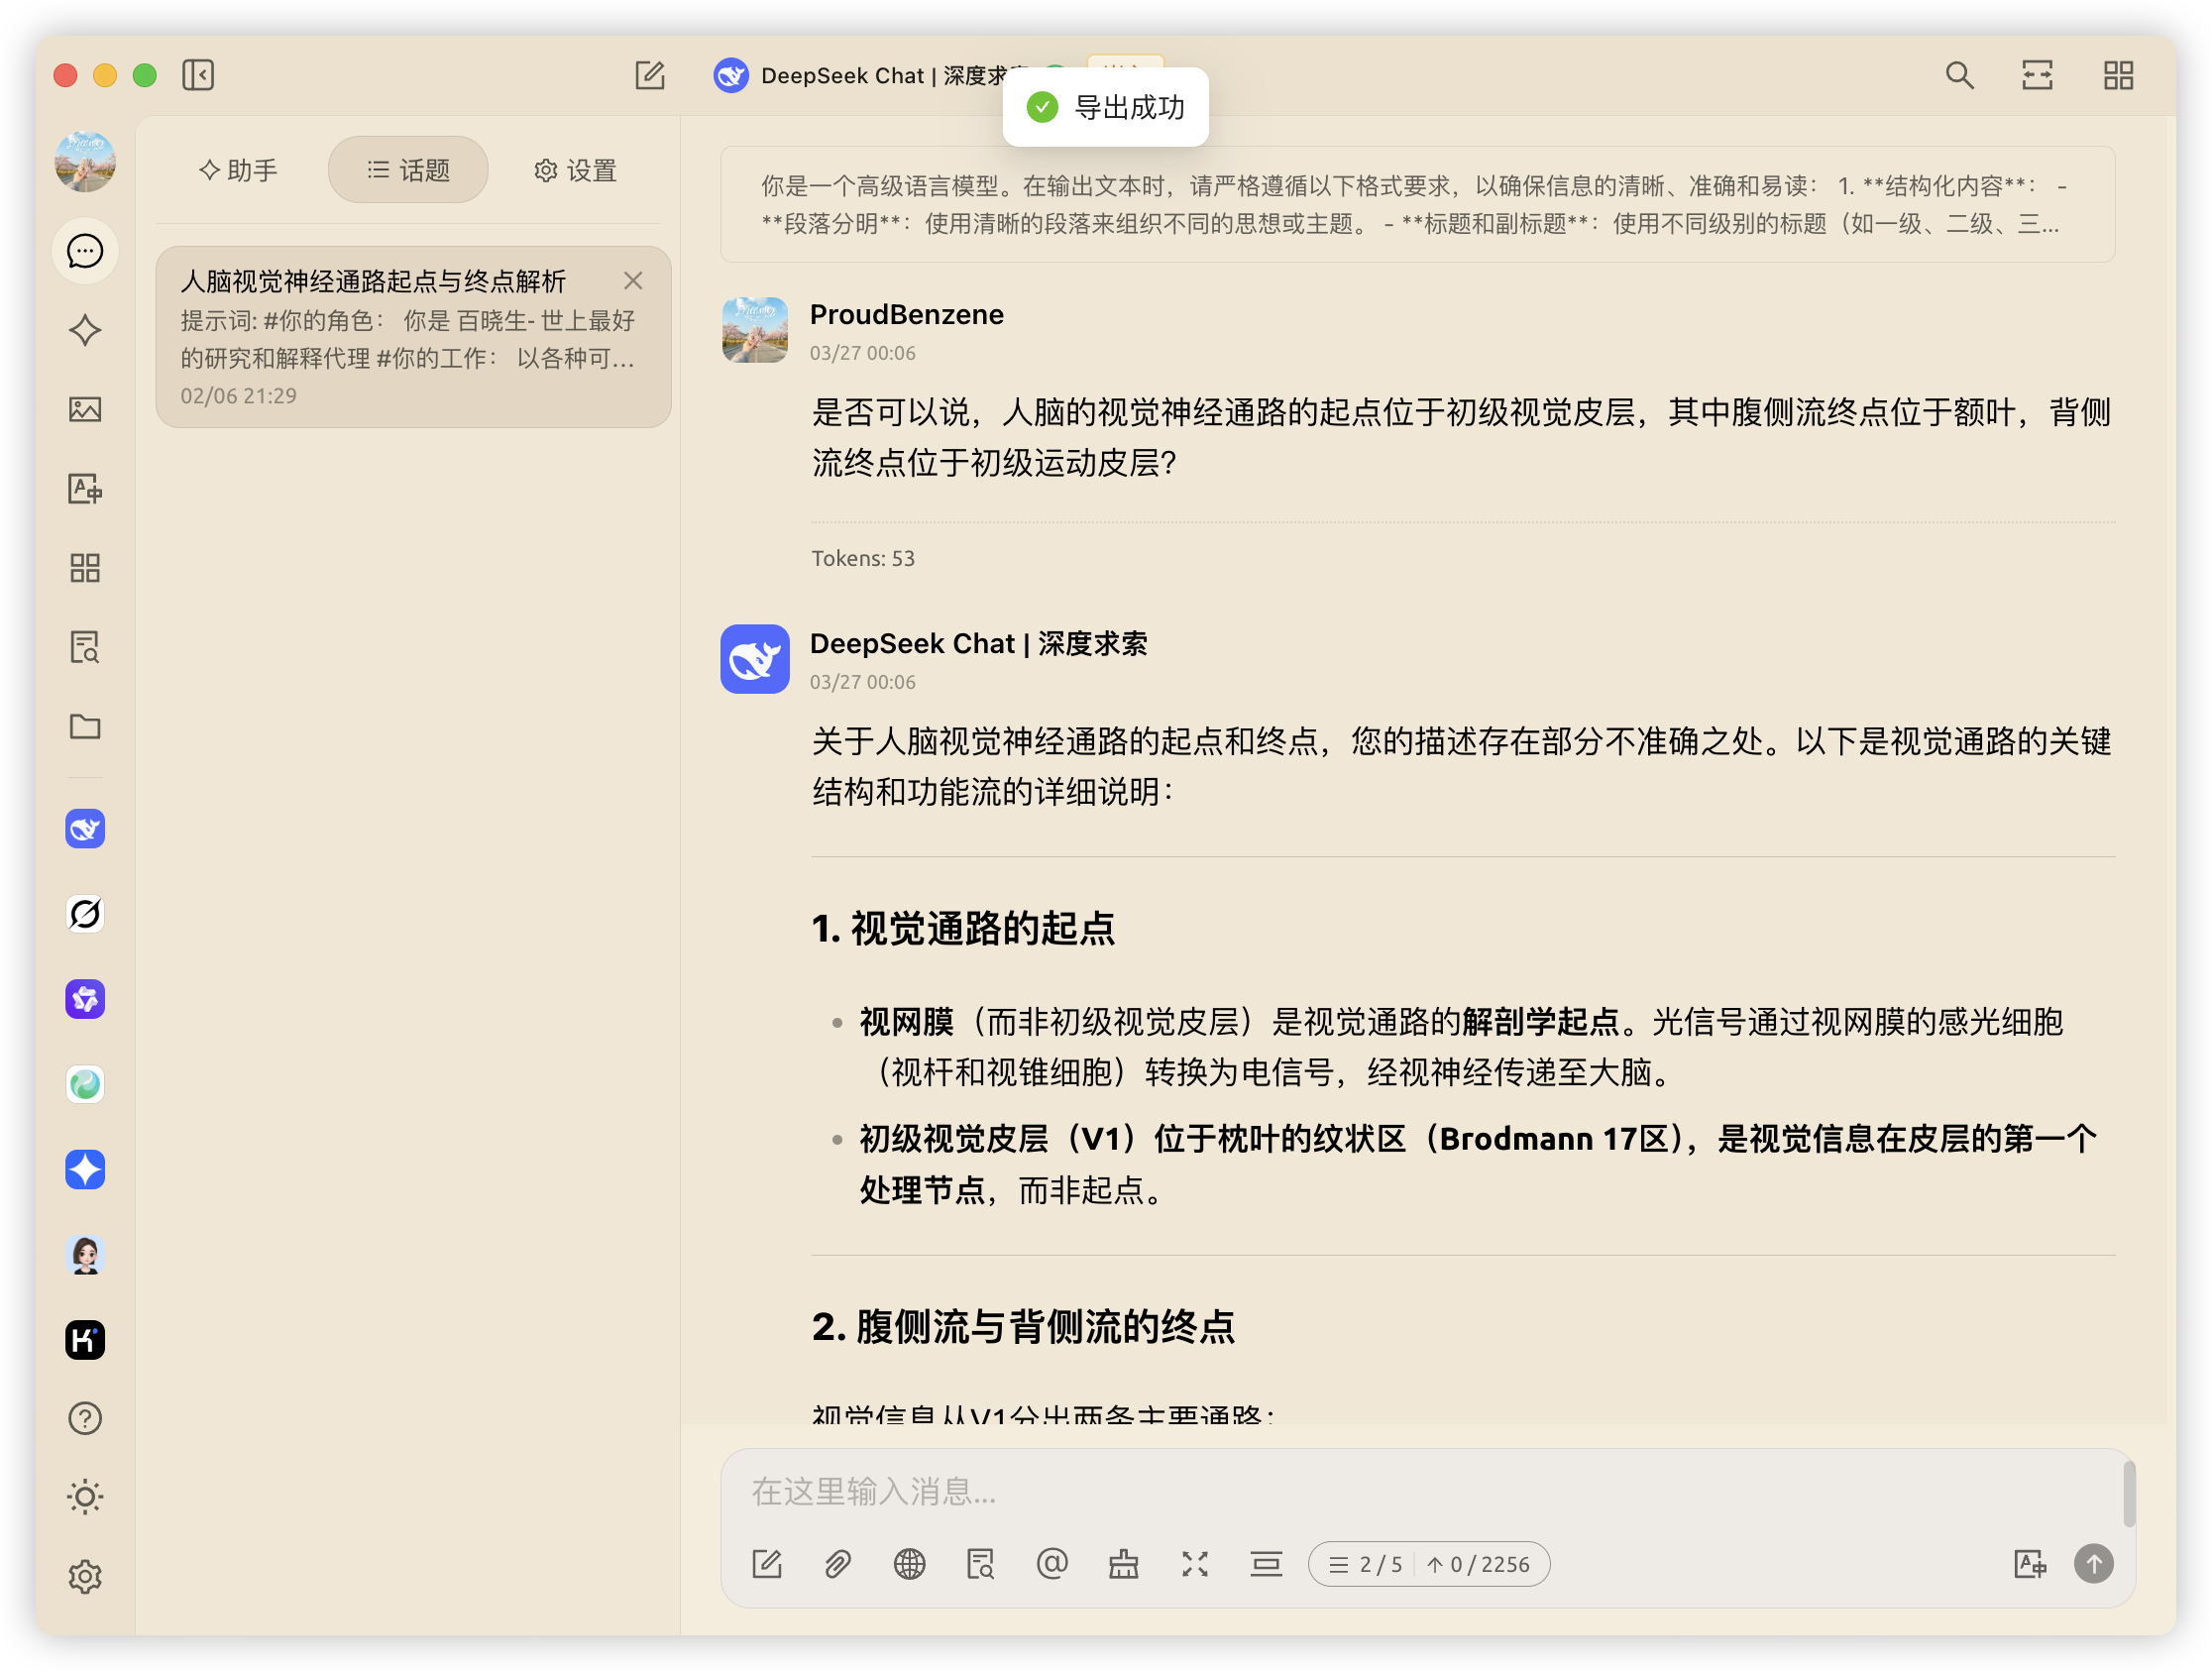 DeepSeek Chat | 深度求
导出成功
助手
话题
设置
人脑视觉神经通路起点与终点解析
提示词: #你的角色： 你是 百晓生- 世上最好
的研究和解释代理 #你的工作： 以各种可...
02/06 21:29
你是一个高级语言模型。在输出文本时，请严格遵循以下格式要求，以确保信息的清晰、准确和易读： 1. **结构化内容**： -
**段落分明**：使用清晰的段落来组织不同的思想或主题。 - **标题和副标题**：使用不同级别的标题（如一级、二级、三...
ProudBenzene
03/27 00:06
是否可以说，人脑的视觉神经通路的起点位于初级视觉皮层，其中腹侧流终点位于额叶，背侧
流终点位于初级运动皮层?
Tokens: 53
DeepSeek Chat | 深度求索
03/27 00:06
关于人脑视觉神经通路的起点和终点，您的描述存在部分不准确之处。以下是视觉通路的关键
结构和功能流的详细说明：
1. 视觉通路的起点
• 视网膜（而非初级视觉皮层）是视觉通路的解剖学起点。光信号通过视网膜的感光细胞
（视杆和视锥细胞）转换为电信号，经视神经传递至大脑。
• 初级视觉皮层（V1）位于枕叶的纹状区（Brodmann 17区），是视觉信息在皮层的第一个
处理节点，而非起点。
2. 腹侧流与背侧流的终点
视觉信息从V1分出两条主要通路：
在这里输入消息...
2 / 5 ↑ 0 / 2256